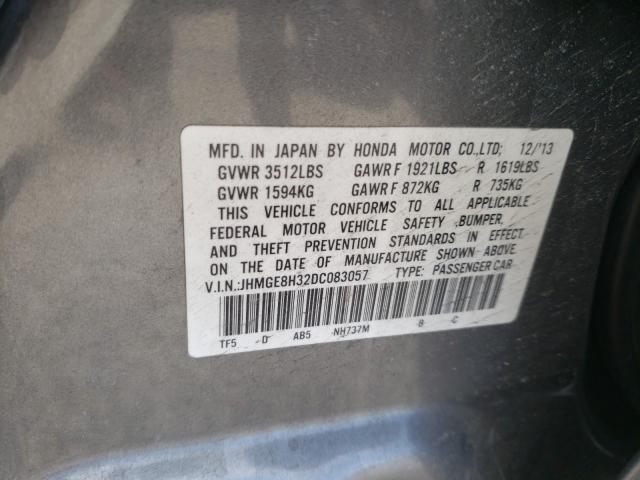 MFD. IN JAPAN BY HONDA MOTOR CO.,LTD; 12/'13
GVWR 3512LBS GAWR F 1921LBS R 1619LBS
GVWR 1594KG GAWR F 872KG R 735KG
THIS VEHICLE CONFORMS TO ALL APPLICABLE
FEDERAL MOTOR VEHICLE SAFETY ,BUMPER,
AND THEFT PREVENTION STANDARDS IN EFFECT
ON THE DATE OF MANUFACTURE SHOWN ABOVE.
V.I.N.:JHMGE8H32DC083057 TYPE: PASSENGER CAR
TF5 D AB5 NH737M 8 C